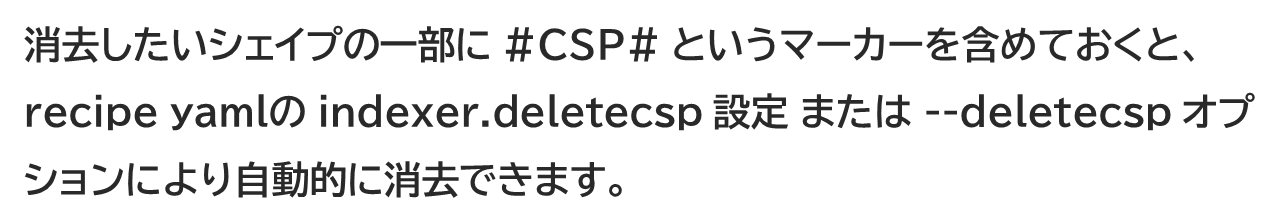 消去したいシェイプの一部に #CSP# というマーカーを含めておくと、
recipe yamlの indexer.deletecsp 設定 または --deletecsp オプ
ションにより自動的に消去できます。